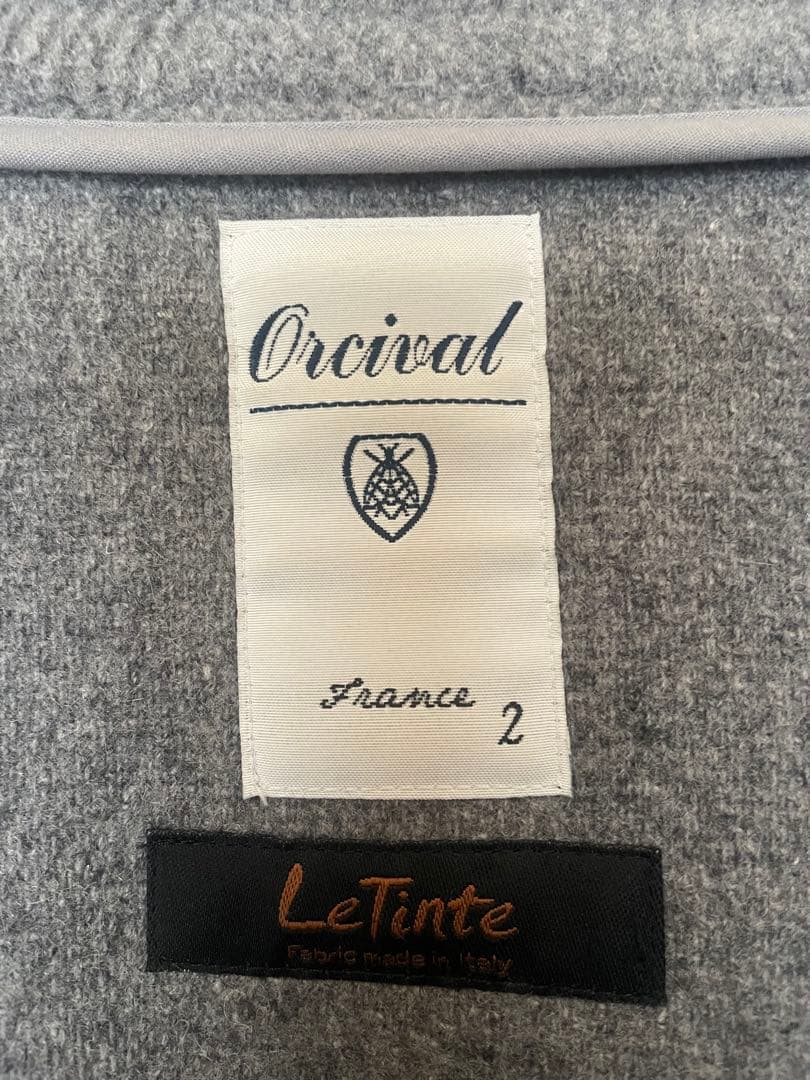 Orcival
France
2
LeTinte
Fabric made in Italy